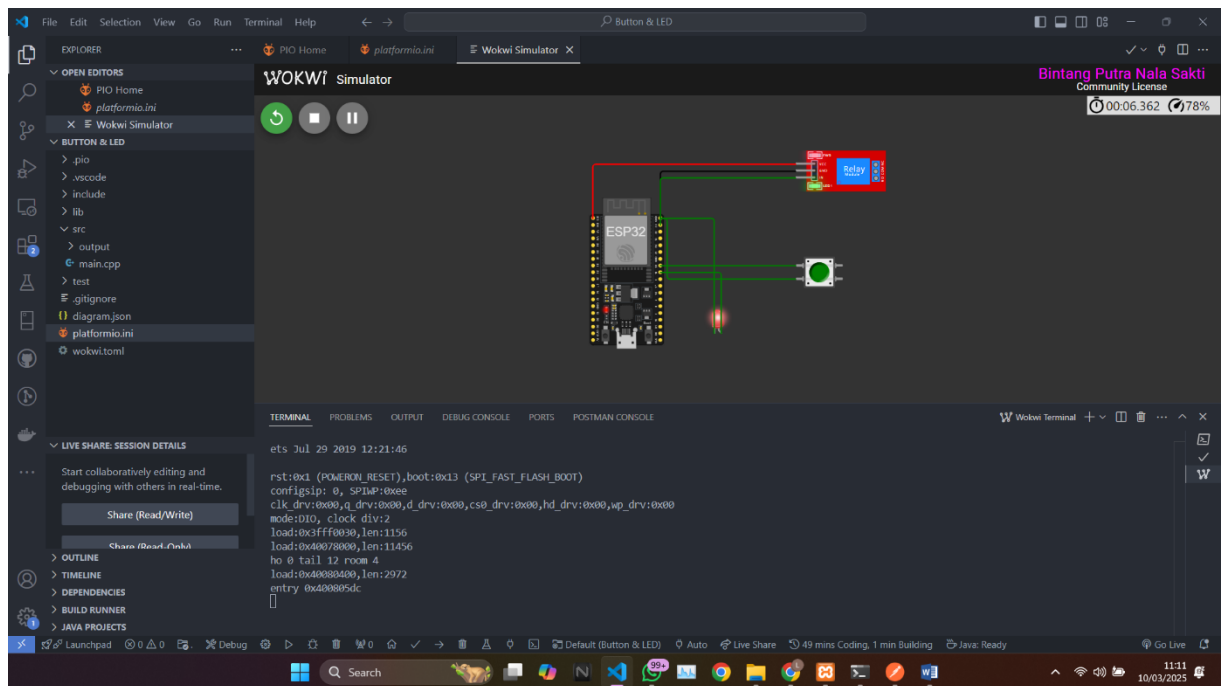 File Edit Selection View Go Run Terminal Help
Button & LED
EXPLORER
OPEN EDITORS
PIO Home
platformio.ini
Wokwi Simulator
BUTTON & LED
.pio
.vscode
include
lib
src
output
main.cpp
test
.gitignore
diagram.json
platformio.ini
wokwi.toml
LIVE SHARE: SESSION DETAILS
Start collaboratively editing and
debugging with others in real-time.
Share (Read/Write)
Share (Read-Only)
OUTLINE
TIMELINE
DEPENDENCIES
BUILD RUNNER
JAVA PROJECTS
PIO Home platformio.ini Wokwi Simulator
WOKWi Simulator
Bintang Putra Nala Sakti
Community License
00:06.362 78%
Relay
ESP32
TERMINAL PROBLEMS OUTPUT DEBUG CONSOLE PORTS POSTMAN CONSOLE
Wokwi Terminal
ets Jul 29 2019 12:21:46
rst:0x1 (POWERON_RESET),boot:0x13 (SPI_FAST_FLASH_BOOT)
configsip: 0, SPIWP:0xee
clk_drv:0x00,q_drv:0x00,d_drv:0x00,cs0_drv:0x00,hd_drv:0x00,wp_drv:0x00
mode:DIO, clock div:2
load:0x3fff0030,len:1156
load:0x40078000,len:11456
ho 0 tail 12 room 4
load:0x40080400,len:2972
entry 0x400805dc
Launchpad 0 0 Debug 0 Default (Button & LED) Auto Live Share 49 mins Coding, 1 min Building Java: Ready Go Live
Search
99+
11:11
10/03/2025